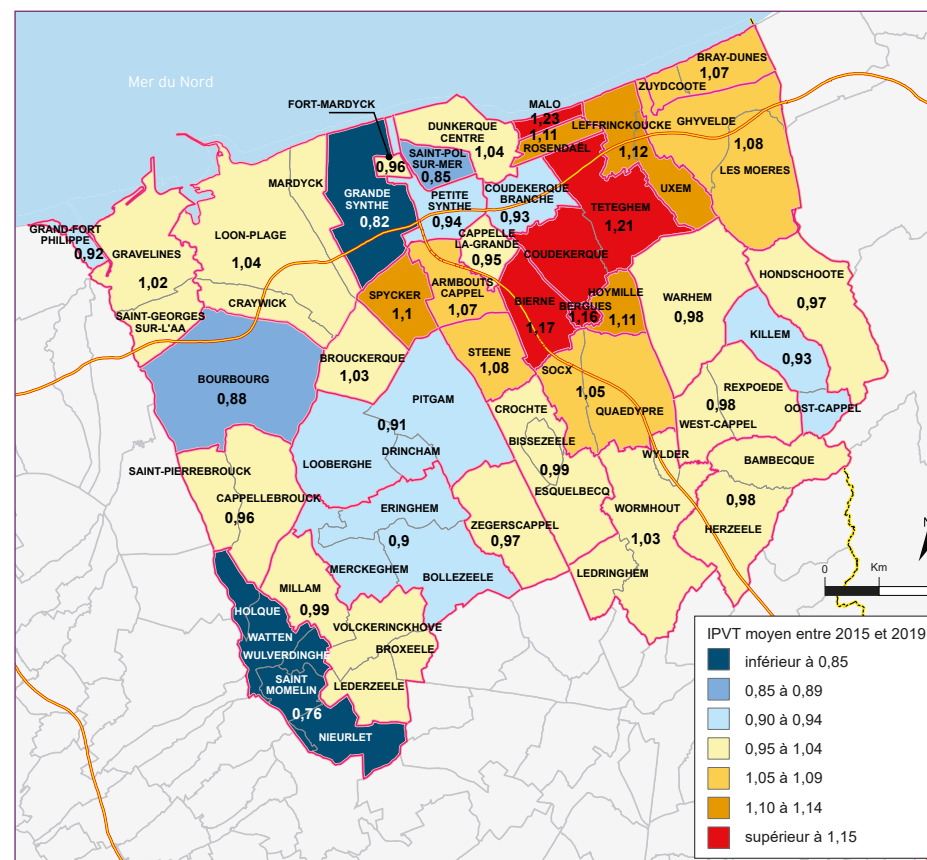 Mer du Nord
BRAY-DUNES
1,07
ZUYDCOOTE
FORT-MARDYCK
MALO
1,23
DUNKERQUE
CENTRE
1,04
1,11
ROSENDAËL
LEFFRINCKOUCKE
1,12
GHYVELDE
1,08
LES MOERES
0,96
SAINT-POL
SUR-MER
0,85
MARDYCK
GRANDE
SYNTHE
0,82
PETITE
SYNTHE
0,94
COUDEKERQUE
BRANCHE
0,93
UXEM
TETEGHEM
1,21
GRAND-FORT
PHILIPPE
0,92
GRAVELINES
1,02
LOON-PLAGE
1,04
CAPPELLE
LA-GRANDE
0,95
COUDEKERQUE
HONDSCHOOTE
0,97
SPYCKER
1,1
ARMBOUTS
CAPPEL
1,07
BIERNE
1,17
BERGUES
1,16
HOYMILLE
1,11
WARHEM
0,98
CRAYWICK
SAINT-GEORGES
SUR-L'AA
KILLEM
0,93
BROUCKERQUE
1,03
STEENE
1,08
SOCX
1,05
QUAEDYPRE
BOURBOURG
0,88
PITGAM
0,91
DRINCHAM
LOOBERGHE
CROCHTE
BISSEZEELE
0,99
ESQUELBECQ
REXPOEDE
0,98
WEST-CAPPEL
OOST-CAPPEL
WYLDER
BAMBECQUE
0,98
HERZEELE
SAINT-PIERREBROUCK
CAPPELLEBROUCK
0,96
ERINGHEM
0,9
MERCKEGHEM
BOLLEZEELE
ZEGERSCAPPEL
0,97
WORMHOUT
1,03
LEDRINGHEM
N
0
Km
MILLAM
0,99
HOLQUE
WATTEN
WULVERDINGHE
SAINT
MOMELIN
0,76
NIEURLET
VOLCKERINCKHOVE
BROXEELE
LEDERZEELE
IPVT moyen entre 2015 et 2019
inférieur à 0,85
0,85 à 0,89
0,90 à 0,94
0,95 à 1,04
1,05 à 1,09
1,10 à 1,14
supérieur à 1,15